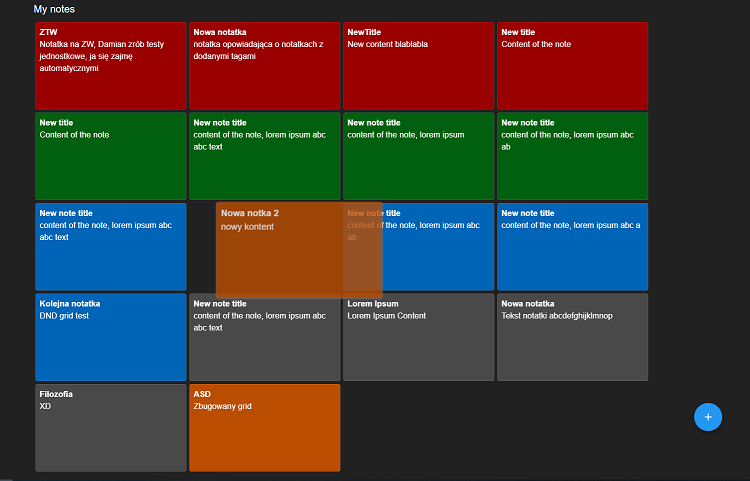 My notes
ZTW
Notatka na ZW, Damian zrób testy
jednostkowe, ja się zajmę
automatycznymi
Nowa notatka
notatka opowiadająca o notatkach z
dodanymi tagami
NewTitle
New content blablabla
New title
Content of the note
New title
Content of the note
New note title
content of the note, lorem ipsum abc
abc text
New note title
content of the note, lorem ipsum
New note title
content of the note, lorem ipsum abc
ab
New note title
content of the note, lorem ipsum abc
abc text
Nowa notka 2
nowy kontent
New note title
content of the note, lorem ipsum abc
ab
New note title
content of the note, lorem ipsum abc a
Kolejna notatka
DND grid test
New note title
content of the note, lorem ipsum abc
abc text
Lorem Ipsum
Lorem Ipsum Content
Nowa notatka
Tekst notatki abcdefghijklmnop
Filozofia
XD
ASD
Zbugowany grid
+